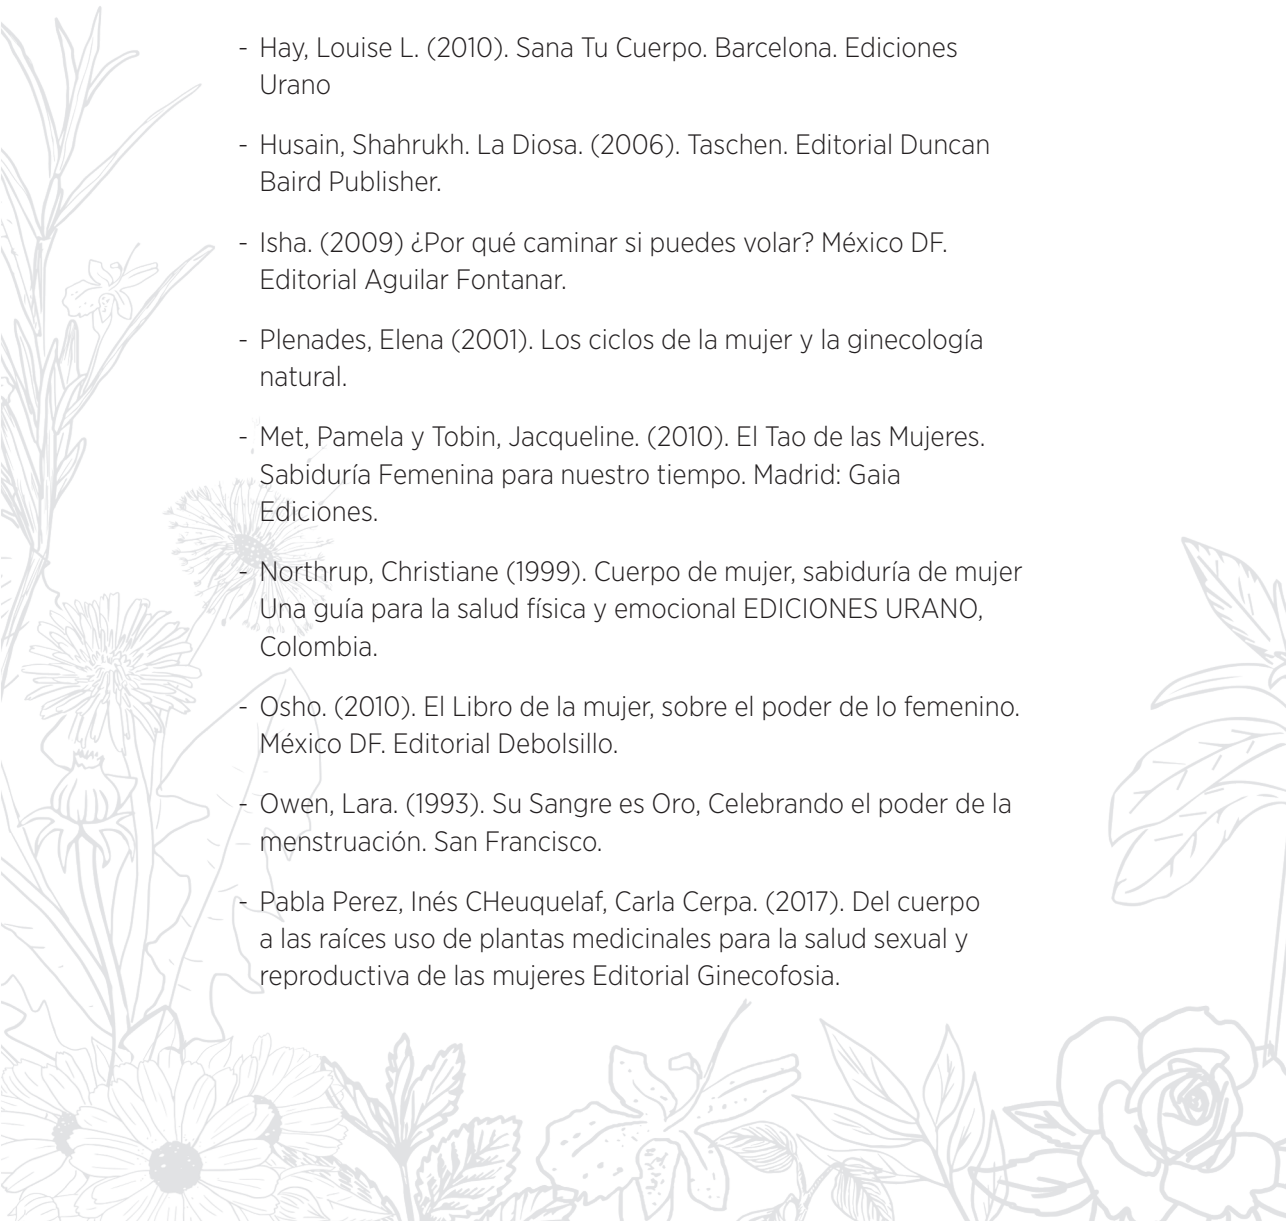 - Hay, Louise L. (2010). Sana Tu Cuerpo. Barcelona. Ediciones
Urano
- Husain, Shahrukh. La Diosa. (2006). Taschen. Editorial Duncan
Baird Publisher.
- Isha. (2009) ¿Por qué caminar si puedes volar? México DF.
Editorial Aguilar Fontanar.
- Plenades, Elena (2001). Los ciclos de la mujer y la ginecología
natural.
- Met, Pamela y Tobin, Jacqueline. (2010). El Tao de las Mujeres.
Sabiduría Femenina para nuestro tiempo. Madrid: Gaia
Ediciones.
- Northrup, Christiane (1999). Cuerpo de mujer, sabiduría de mujer
Una guía para la salud física y emocional EDICIONES URANO,
Colombia.
- Osho. (2010). El Libro de la mujer, sobre el poder de lo femenino.
México DF. Editorial Debolsillo.
- Owen, Lara. (1993). Su Sangre es Oro, Celebrando el poder de la
menstruación. San Francisco.
- Pabla Perez, Inés CHeuquelaf, Carla Cerpa. (2017). Del cuerpo
a las raíces uso de plantas medicinales para la salud sexual y
reproductiva de las mujeres Editorial Ginecofosia.